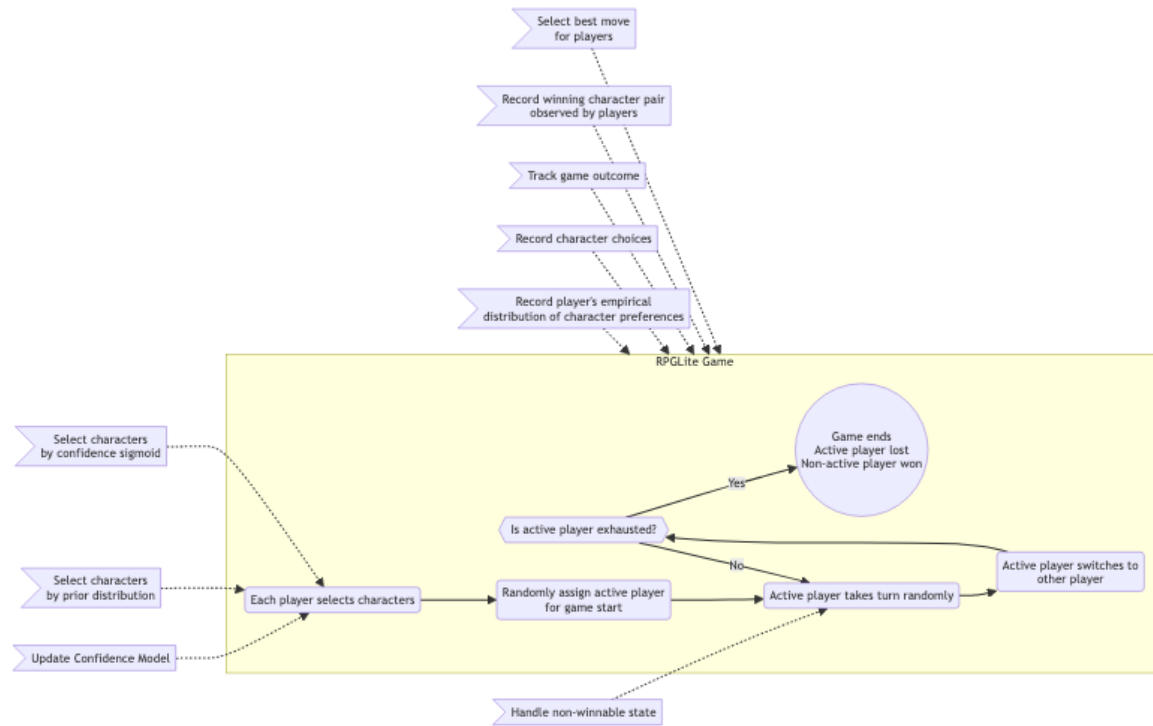 Select best move
for players
Record winning character pair
observed by players
Track game outcome
Record character choices
Record player's empirical
distribution of character preferences
RPGLite Game
Select characters
by confidence sigmoid
Game ends
Active player lost
Non-active player won
Yes
Is active player exhausted?
No
Active player switches to
other player
Select characters
by prior distribution
Each player selects characters
Randomly assign active player
for game start
Active player takes turn randomly
Update Confidence Model
Handle non-winnable state